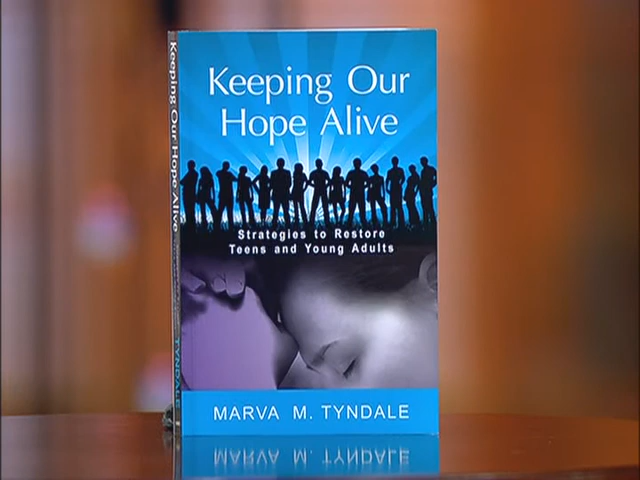 Keeping Our
Hope Alive
Strategies to Restore
Teens and Young Adults
MARVA M. TYNDALE
Keeping Our Hope Alive
TYNDALE